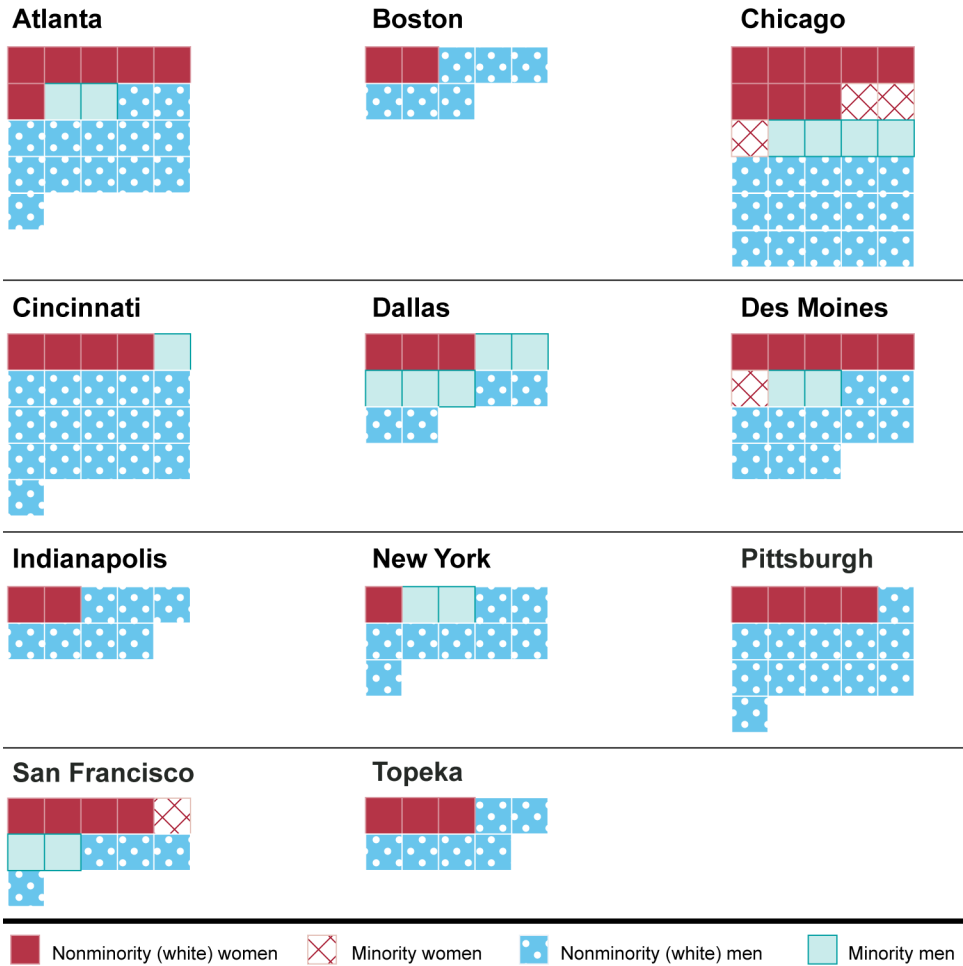 Atlanta
Boston
Chicago
Cincinnati
Dallas
Des Moines
Indianapolis
New York
Pittsburgh
San Francisco
Topeka
Nonminority (white) women
Minority women
Nonminority (white) men
Minority men